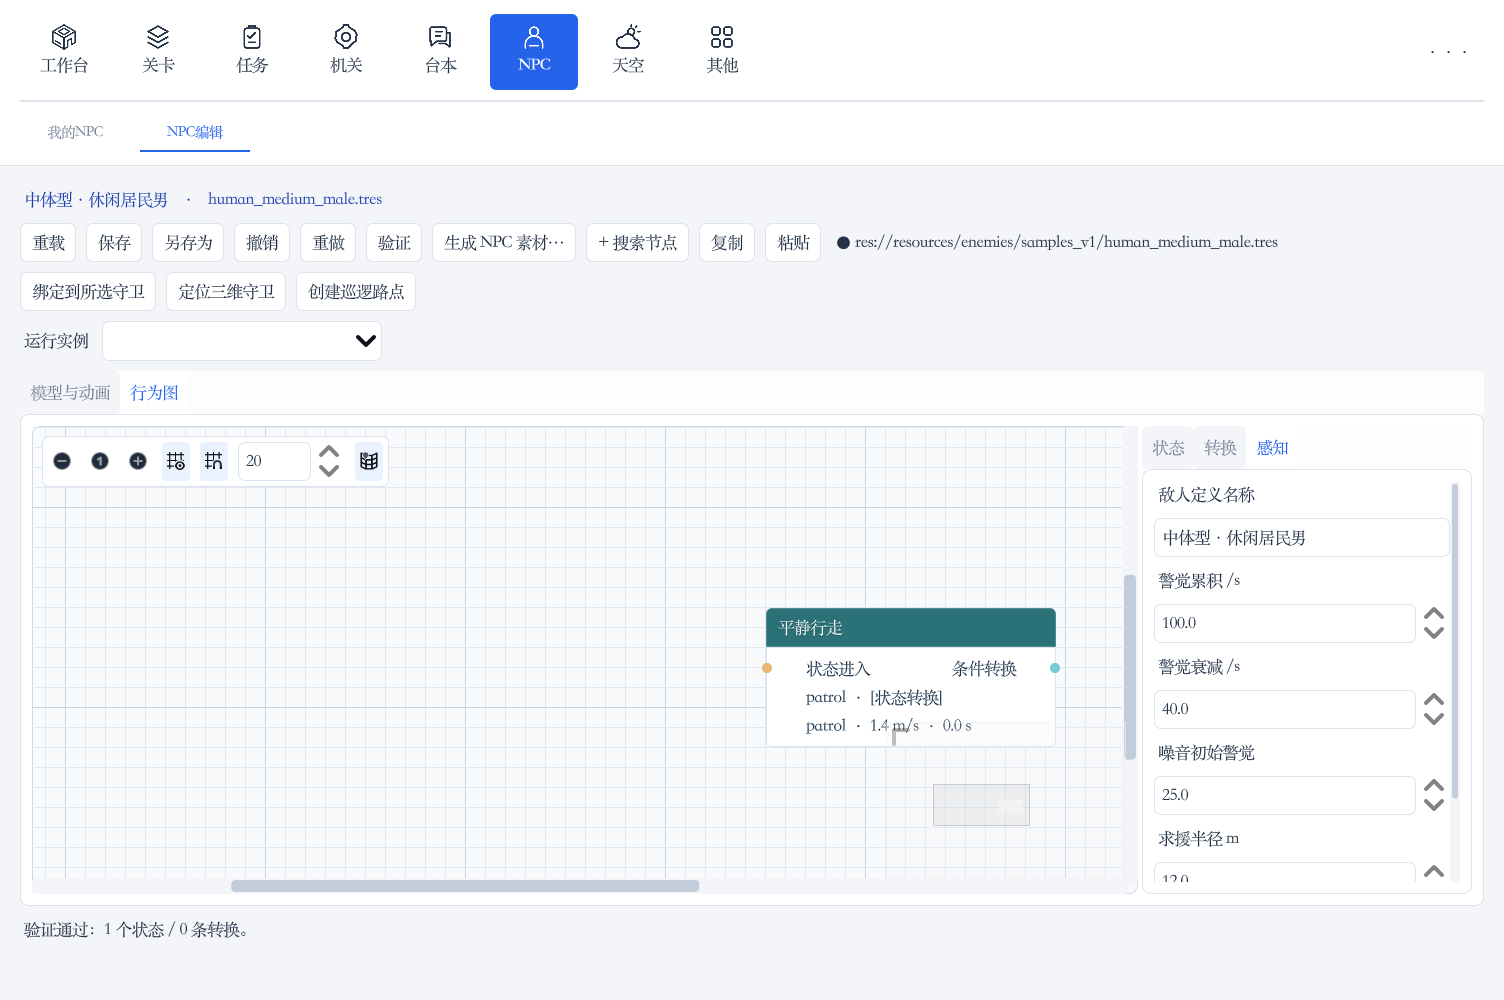 工作台 关卡 任务 机关 台本 NPC 天空 其他 · · ·
我的NPC NPC编辑
中体型 · 休闲居民男 · human_medium_male.tres
重载 保存 另存为 撤销 重做 验证 生成 NPC 素材… + 搜索节点 复制 粘贴 ● res://resources/enemies/samples_v1/human_medium_male.tres
绑定到所选守卫 定位三维守卫 创建巡逻路点
运行实例
模型与动画 行为图
1 20
状态 转换 感知
敌人定义名称
中体型 · 休闲居民男
警觉累积 /s
100.0
警觉衰减 /s
40.0
噪音初始警觉
25.0
求援半径 m
12.0
平静行走
状态进入 条件转换
patrol · [状态转换]
patrol · 1.4 m/s · 0.0 s
验证通过：1 个状态 / 0 条转换。